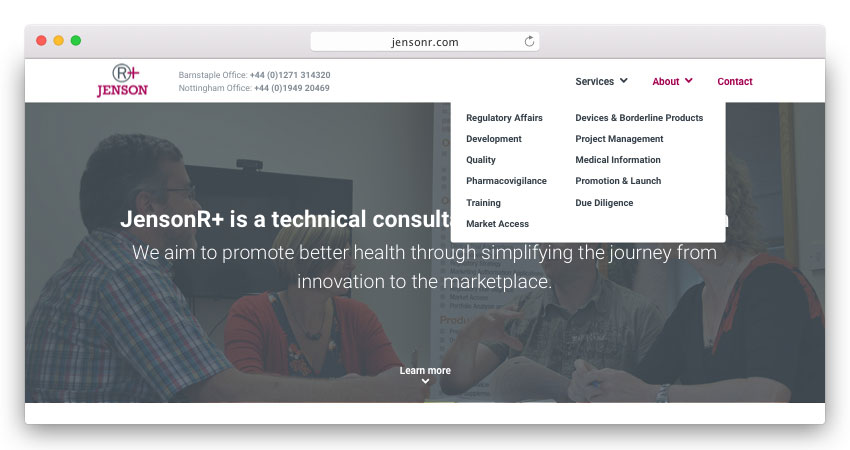 jensonr.com
R+
JENSON
Barnstaple Office: +44 (0)1271 314320
Nottingham Office: +44 (0)1949 20469
Services
About
Contact
Regulatory Affairs
Development
Quality
Pharmacovigilance
Training
Market Access
Devices & Borderline Products
Project Management
Medical Information
Promotion & Launch
Due Diligence
JensonR+ is a technical
We aim to promote better health through simplifying the journey from
innovation to the marketplace.
Market Access
Learn more